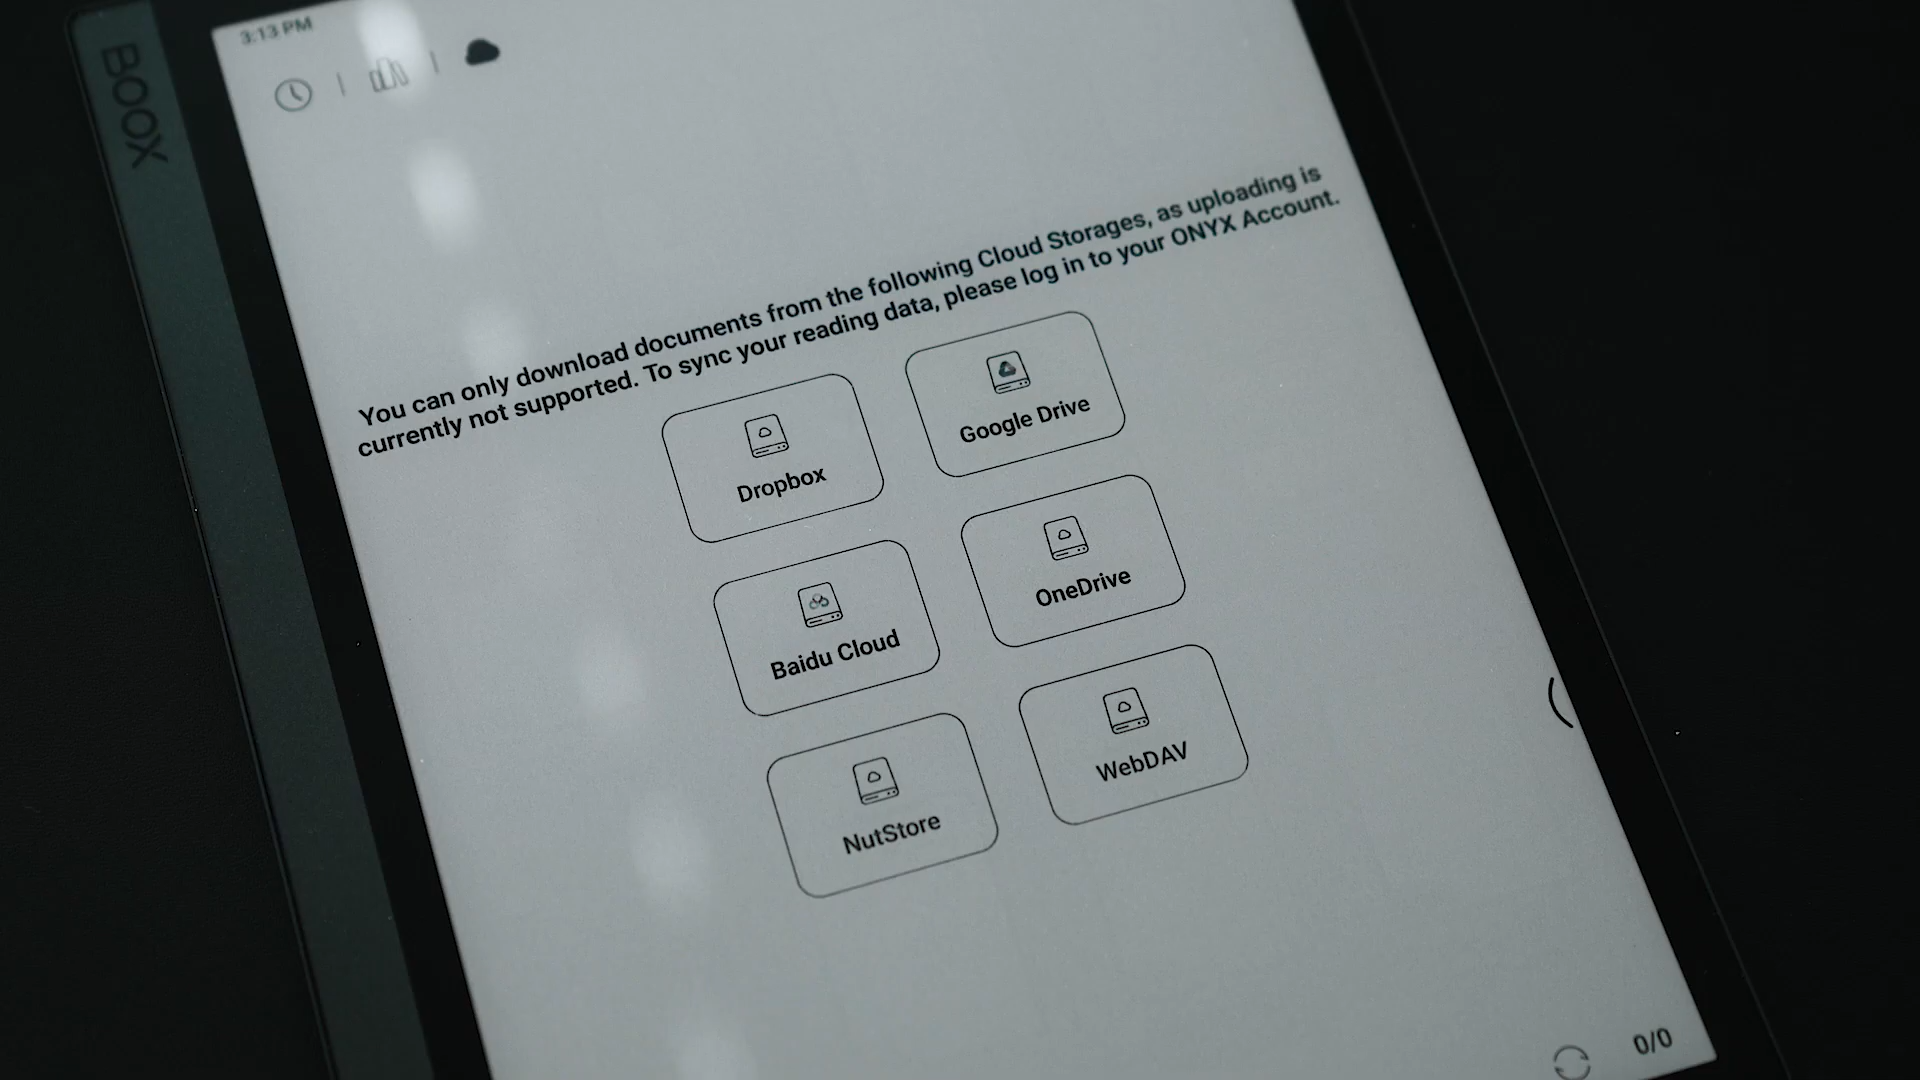 BOOX
3:13 PM
You can only download documents from the following Cloud Storages, as uploading is
currently not supported. To sync your reading data, please log in to your ONYX Account.
Dropbox
Google Drive
Baidu Cloud
OneDrive
NutStore
WebDAV
0/0